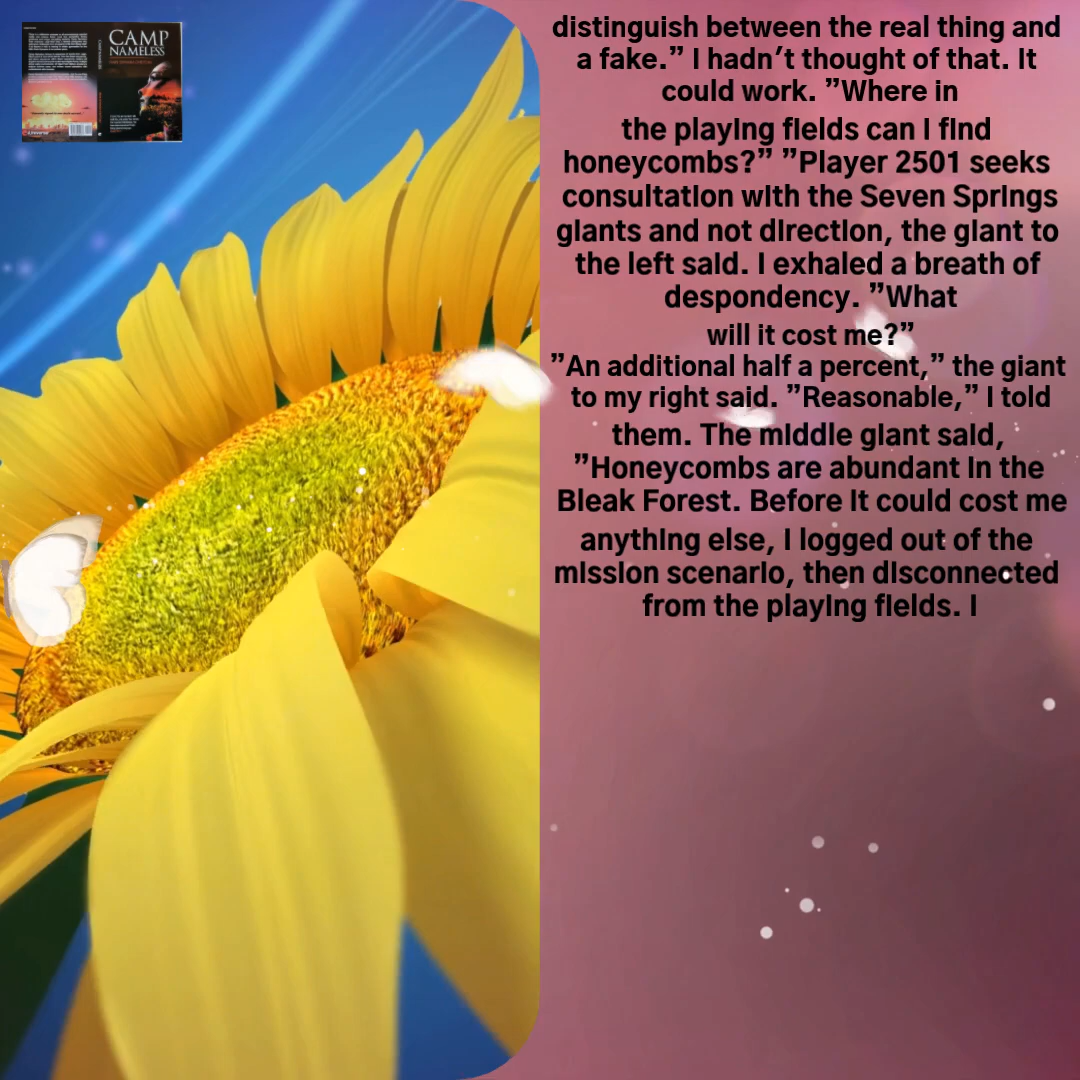 CAMP
NAMELESS
distinguish between the real thing and
a fake.” I hadn’t thought of that. It
could work. ”Where in
the playIng fIelds can I fInd
honeycombs?” ”Player 2501 seeks
consultatIon wIth the Seven SprIngs
gIants and not dIrectIon, the gIant to
the left saId. I exhaled a breath of
despondency. ”What
will it cost me?”
”An additional half a percent,” the giant
to my right said. ”Reasonable,” I told
them. The mIddle gIant saId,
”Honeycombs are abundant In the
Bleak Forest. Before It could cost me
anythIng else, I logged out of the
mIssIon scenarIo, then dIsconnected
from the playIng fIelds. I